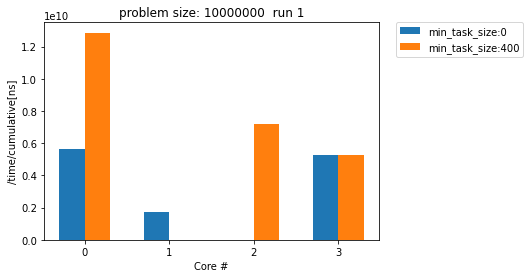 problem size: 10000000  run 1
1e10
min_task_size:0
min_task_size:400
/time/cumulative[ns]
1.2
1.0
0.8
0.6
0.4
0.2
0.0
0 1 2 3
Core #